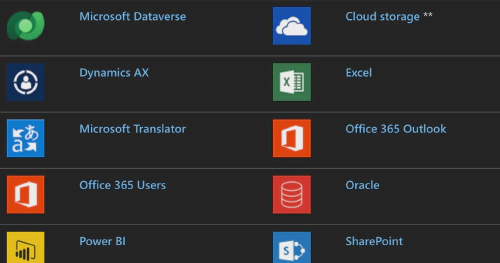 Microsoft Dataverse Cloud storage **
Dynamics AX Excel
Microsoft Translator Office 365 Outlook
Office 365 Users Oracle
Power BI SharePoint